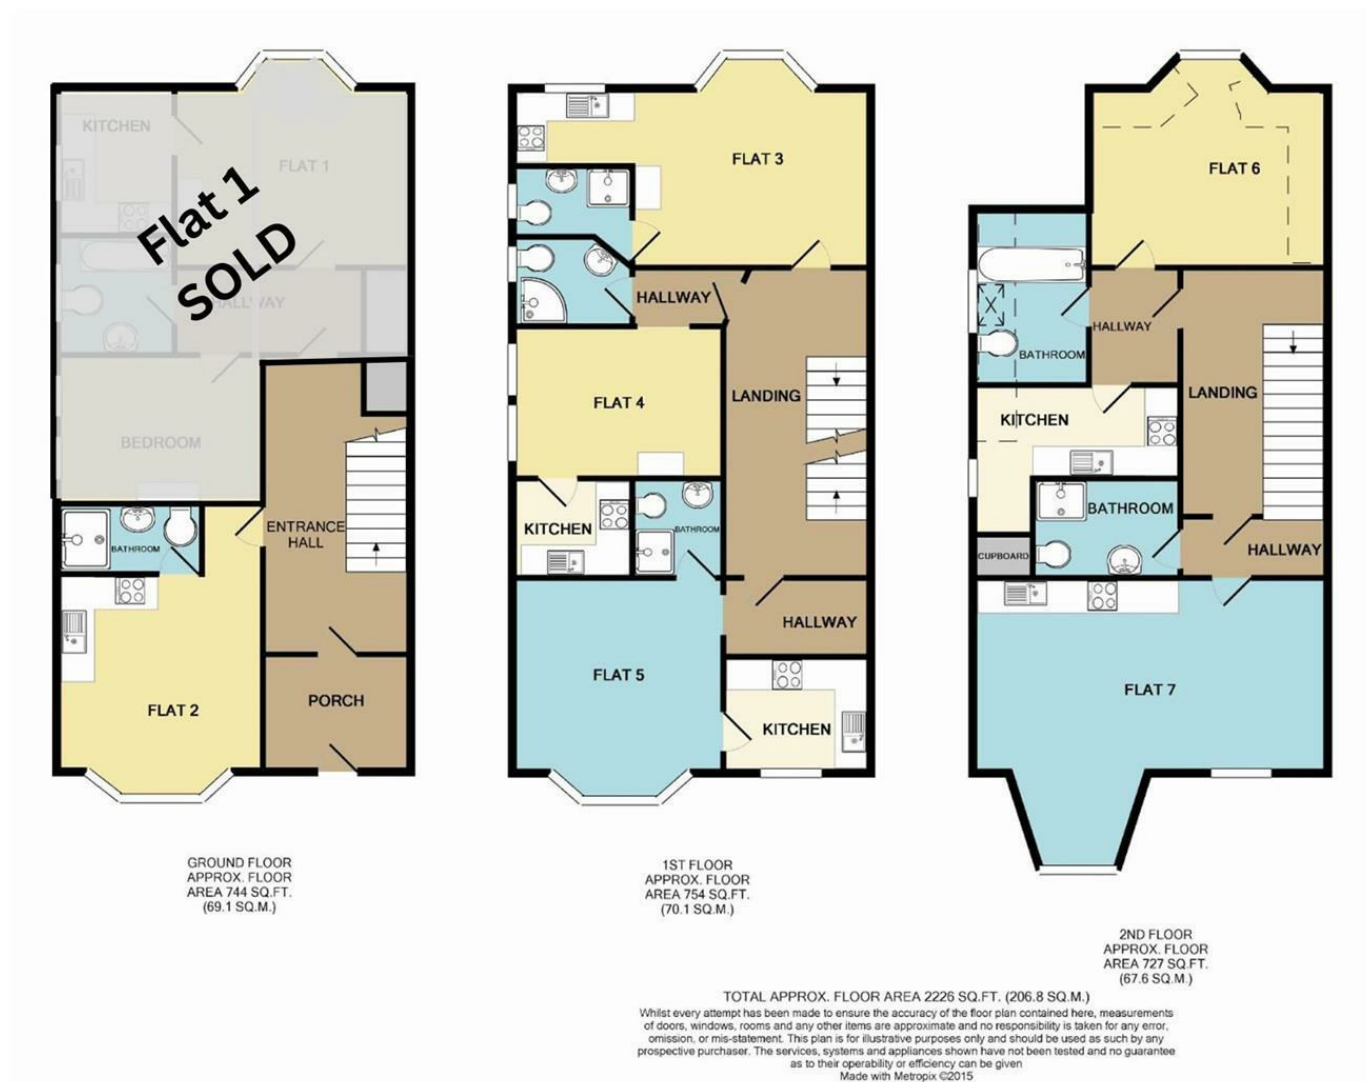 KITCHEN
FLAT 1
Flat 1
SOLD
HALLWAY
BEDROOM
BATHROOM
ENTRANCE
HALL
FLAT 2
PORCH
GROUND FLOOR
APPROX. FLOOR
AREA 744 SQ.FT.
(69.1 SQ.M.)
FLAT 3
HALLWAY
FLAT 4
LANDING
KITCHEN
BATHROOM
HALLWAY
FLAT 5
KITCHEN
1ST FLOOR
APPROX. FLOOR
AREA 754 SQ.FT.
(70.1 SQ.M.)
FLAT 6
HALLWAY
BATHROOM
LANDING
KITCHEN
BATHROOM
CUPBOARD
HALLWAY
FLAT 7
2ND FLOOR
APPROX. FLOOR
AREA 727 SQ.FT.
(67.6 SQ.M.)
TOTAL APPROX. FLOOR AREA 2226 SQ.FT. (206.8 SQ.M.)
Whilst every attempt has been made to ensure the accuracy of the floor plan contained here, measurements
of doors, windows, rooms and any other items are approximate and no responsibility is taken for any error,
omission, or mis-statement. This plan is for illustrative purposes only and should be used as such by any
prospective purchaser. The services, systems and appliances shown have not been tested and no guarantee
as to their operability or efficiency can be given
Made with Metropix ©2015